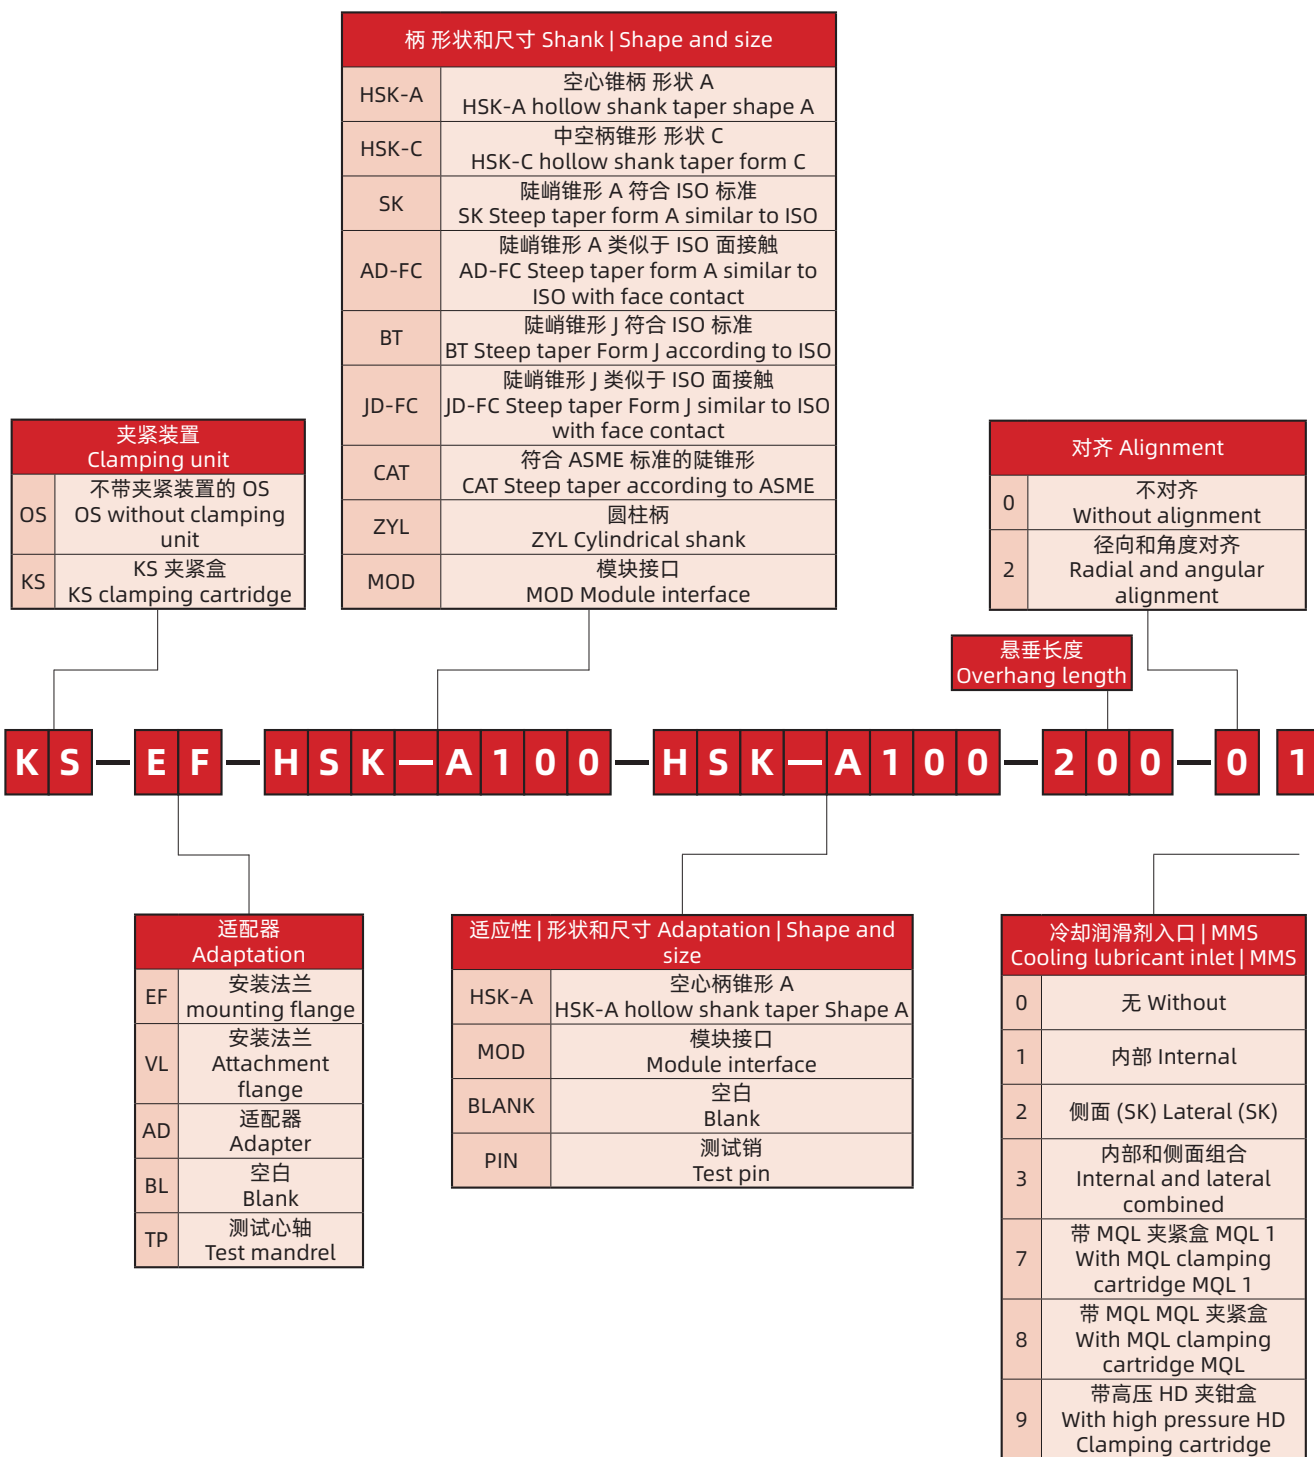 柄 形状和尺寸 Shank | Shape and size
HSK-A
空心锥柄 形状 A
HSK-A hollow shank taper shape A
HSK-C
中空柄锥形 形状 C
HSK-C hollow shank taper form C
SK
陡峭锥形 A 符合 ISO 标准
SK Steep taper form A similar to ISO
AD-FC
陡峭锥形 A 类似于 ISO 面接触
AD-FC Steep taper form A similar to
ISO with face contact
BT
陡峭锥形 J 符合 ISO 标准
BT Steep taper Form J according to ISO
JD-FC
陡峭锥形 J 类似于 ISO 面接触
JD-FC Steep taper Form J similar to ISO
with face contact
CAT
符合 ASME 标准的陡锥形
CAT Steep taper according to ASME
ZYL
圆柱柄
ZYL Cylindrical shank
MOD
模块接口
MOD Module interface
夹紧装置
Clamping unit
OS
不带夹紧装置的 OS
OS without clamping
unit
KS
KS 夹紧盒
KS clamping cartridge
对齐 Alignment
0
不对齐
Without alignment
2
径向和角度对齐
Radial and angular
alignment
悬垂长度
Overhang length
KS—EF—HSK—A100—HSK—A100—200—0 1
适配器
Adaptation
EF
安装法兰
mounting flange
VL
安装法兰
Attachment
flange
AD
适配器
Adapter
BL
空白
Blank
TP
测试心轴
Test mandrel
适应性 | 形状和尺寸 Adaptation | Shape and
size
HSK-A
空心柄锥形 A
HSK-A hollow shank taper Shape A
MOD
模块接口
Module interface
BLANK
空白
Blank
PIN
测试销
Test pin
冷却润滑剂入口 | MMS
Cooling lubricant inlet | MMS
0
无 Without
1
内部 Internal
2
侧面 (SK) Lateral (SK)
3
内部和侧面组合
Internal and lateral
combined
7
带 MQL 夹紧盒 MQL 1
With MQL clamping
cartridge MQL 1
8
带 MQL MQL 夹紧盒
With MQL clamping
cartridge MQL
9
带高压 HD 夹钳盒
With high pressure HD
Clamping cartridge